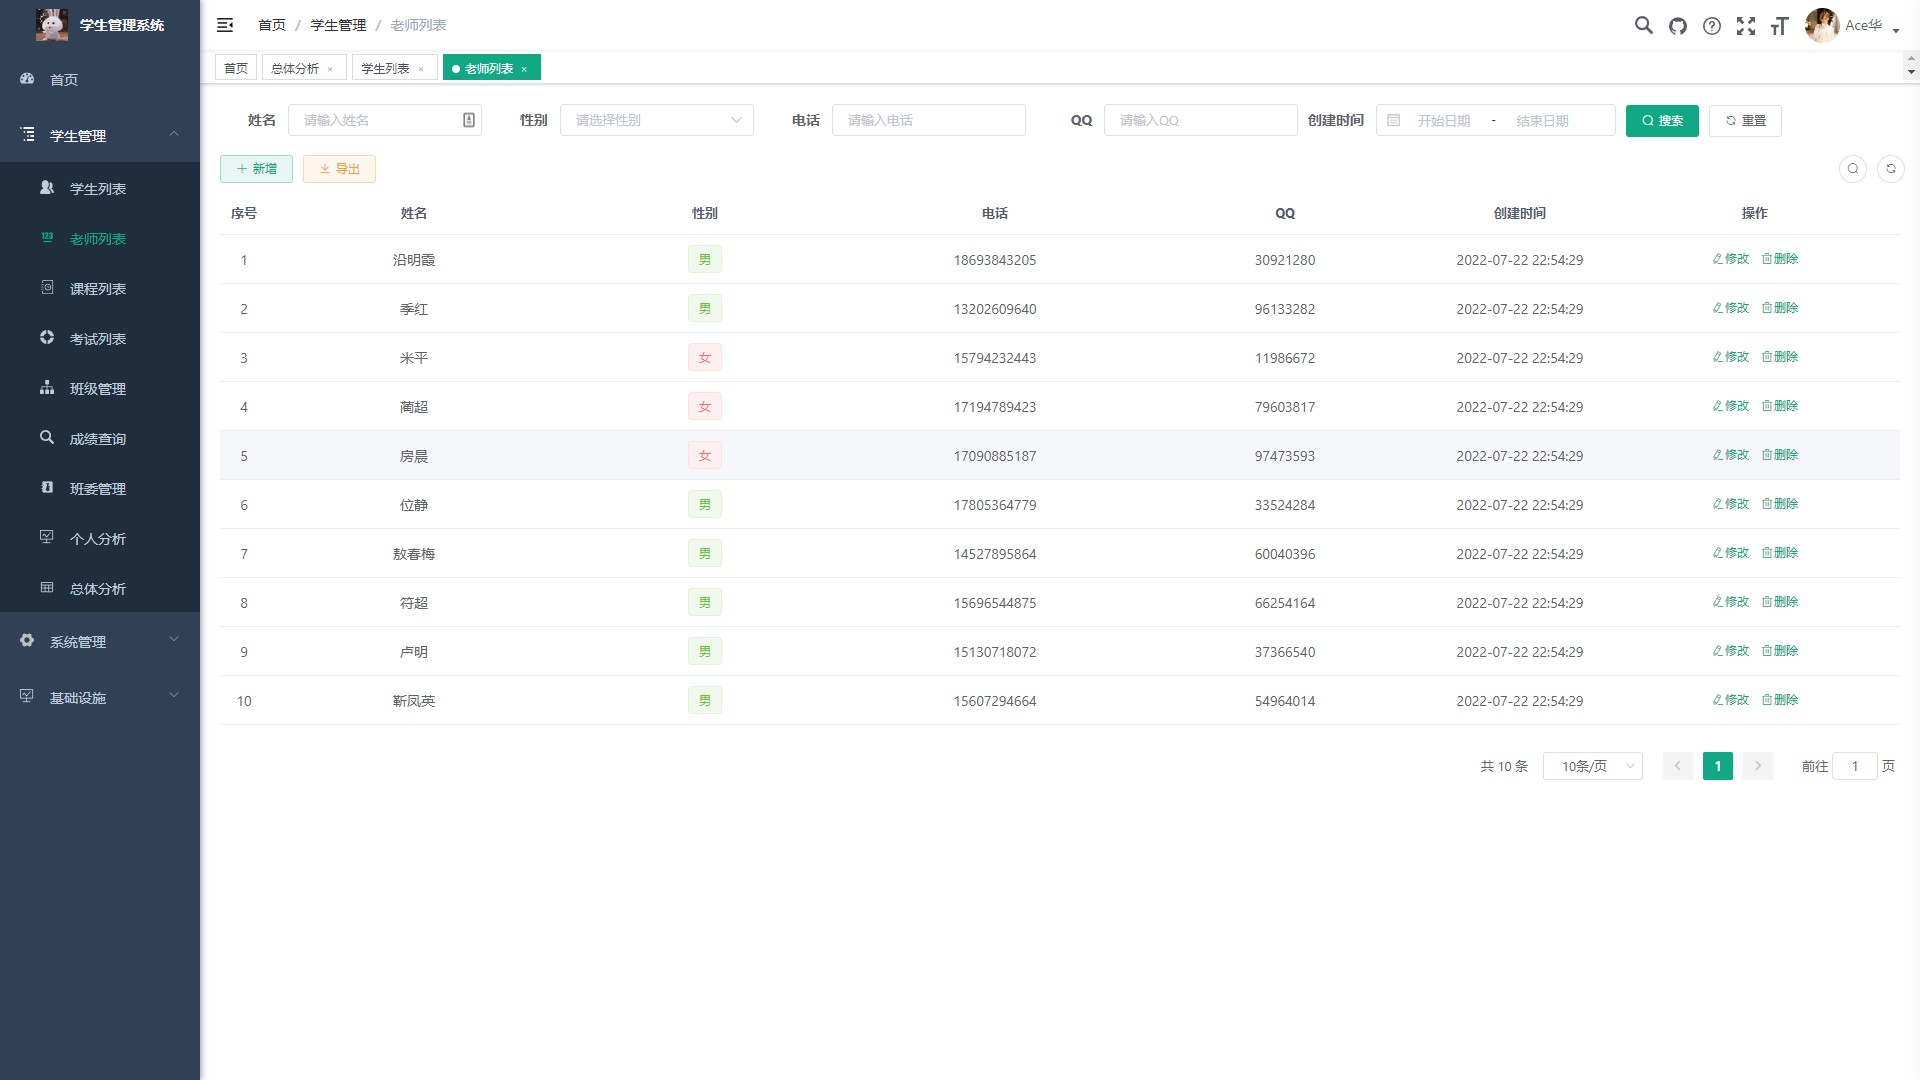 学生管理系统
首页
学生管理
学生列表
老师列表
课程列表
考试列表
班级管理
成绩查询
班委管理
个人分析
总体分析
系统管理
基础设施
首页 / 学生管理 / 老师列表
Ace华
首页 总体分析 × 学生列表 × 老师列表 ×
姓名 请输入姓名 性别 请选择性别 电话 请输入电话 QQ 请输入QQ 创建时间 开始日期 - 结束日期 搜索 重置
新增 导出
序号 姓名 性别 电话 QQ 创建时间 操作
1 沿明霞 男 18693843205 30921280 2022-07-22 22:54:29 修改 删除
2 季红 男 13202609640 96133282 2022-07-22 22:54:29 修改 删除
3 米平 女 15794232443 11986672 2022-07-22 22:54:29 修改 删除
4 蔺超 女 17194789423 79603817 2022-07-22 22:54:29 修改 删除
5 房晨 女 17090885187 97473593 2022-07-22 22:54:29 修改 删除
6 位静 男 17805364779 33524284 2022-07-22 22:54:29 修改 删除
7 敖春梅 男 14527895864 60040396 2022-07-22 22:54:29 修改 删除
8 符超 男 15696544875 66254164 2022-07-22 22:54:29 修改 删除
9 卢明 男 15130718072 37366540 2022-07-22 22:54:29 修改 删除
10 靳凤英 男 15607294664 54964014 2022-07-22 22:54:29 修改 删除
共 10 条 10条/页 1 前往 1 页